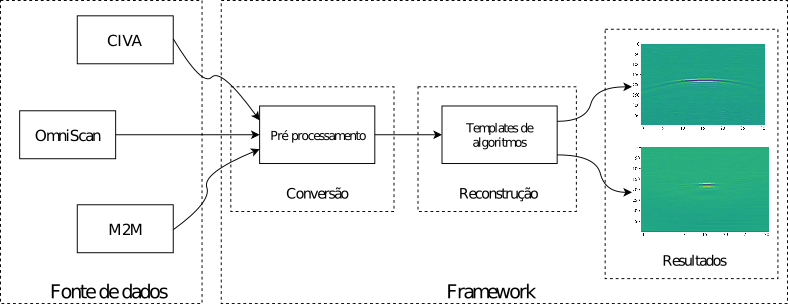 CIVA
OmniScan
M2M
Fonte de dados
Pré processamento
Conversão
Templates de
algoritmos
Reconstrução
Resultados
Framework